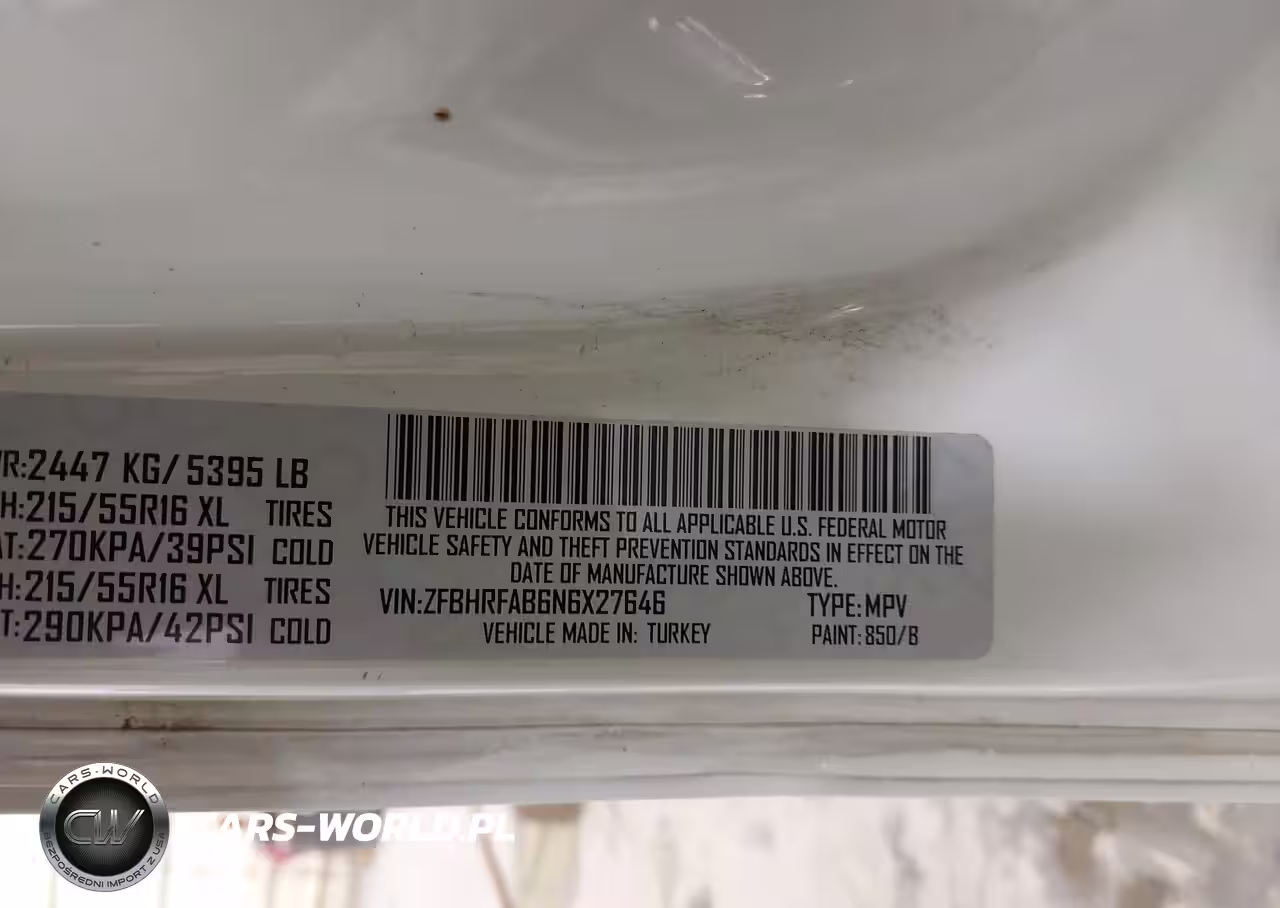 VR:2447 KG/ 5395 LB
H:215/55R16 XL TIRES
AT:270KPA/39PSI COLD
H:215/55R16 XL TIRES
T:290KPA/42PSI COLD
THIS VEHICLE CONFORMS TO ALL APPLICABLE U.S. FEDERAL MOTOR
VEHICLE SAFETY AND THEFT PREVENTION STANDARDS IN EFFECT ON THE
DATE OF MANUFACTURE SHOWN ABOVE.
VIN:ZFBHRFAB6N6X27646 TYPE:MPV
VEHICLE MADE IN: TURKEY PAINT:850/B
CARS-WORLD
CW
BEZPOŚREDNI IMPORT Z USA
CARS-WORLD.PL